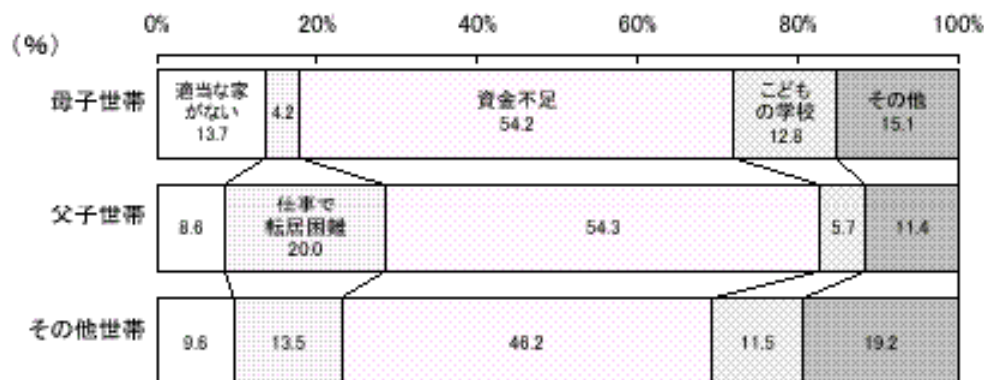 0% 20% 40% 60% 80% 100%
（%）
母子世帯
適当な家
がない
13.7
4.2
資金不足
54.2
こども
の学校
12.8
その他
15.1
父子世帯
8.6
仕事で
転居困難
20.0
54.3
5.7
11.4
その他世帯
9.6
13.5
46.2
11.5
19.2